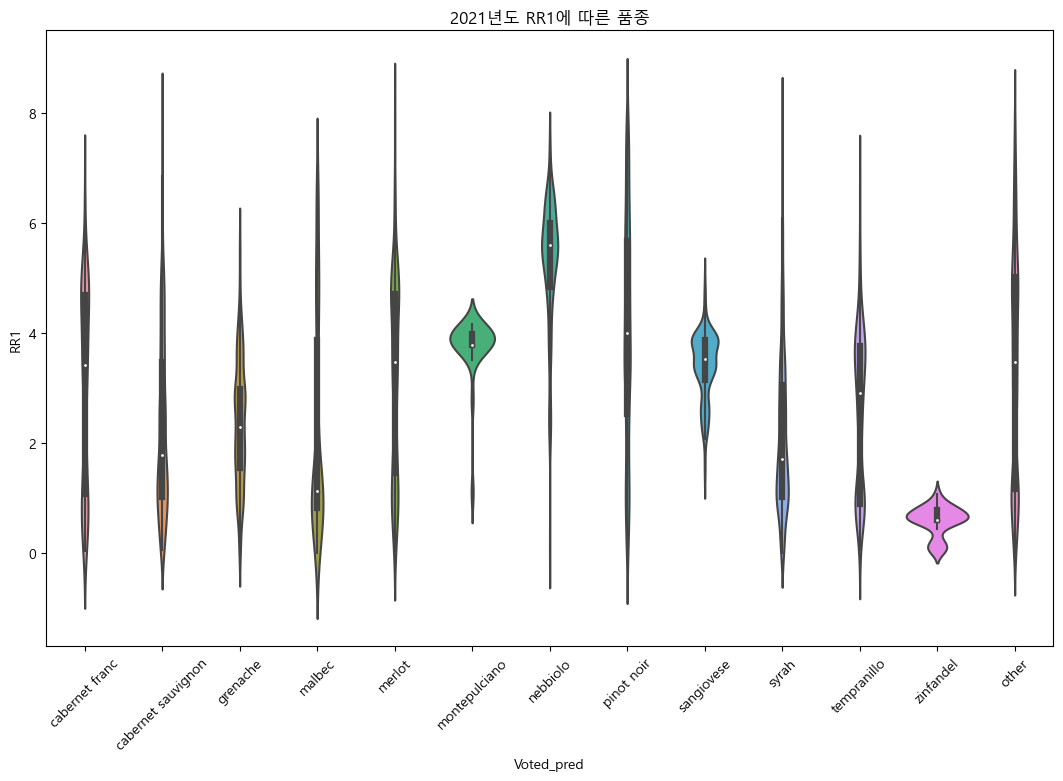 2021년도 RR1에 따른 품종
RR1
8
6
4
2
0
cabernet franc
cabernet sauvignon
grenache
malbec
merlot
montepulciano
nebbiolo
pinot noir
sangiovese
syrah
tempranillo
zinfandel
other
Voted_pred